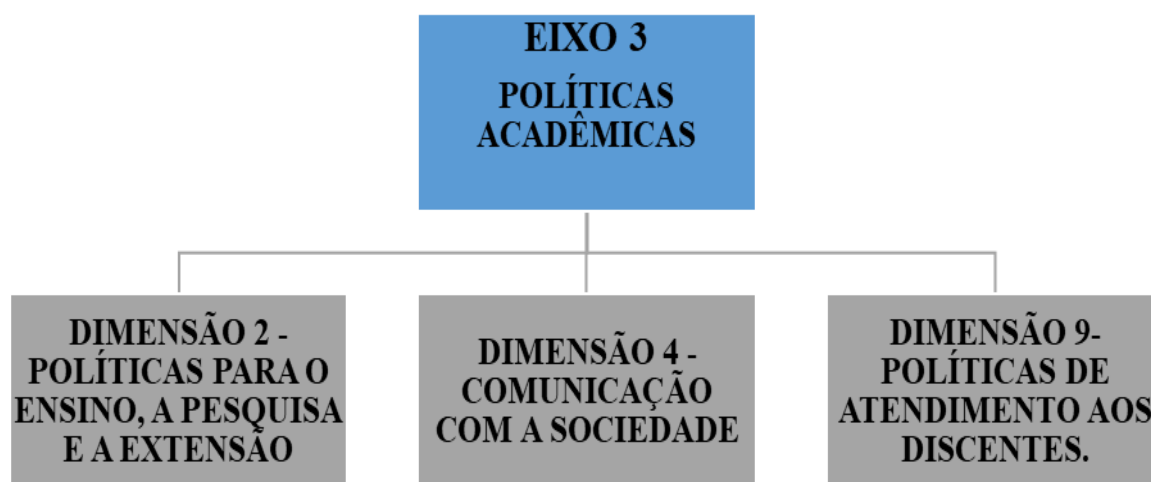 EIXO 3
POLÍTICAS
ACADÊMICAS
DIMENSÃO 2 -
POLÍTICAS PARA O
ENSINO, A PESQUISA
E A EXTENSÃO
DIMENSÃO 4 -
COMUNICAÇÃO
COM A SOCIEDADE
DIMENSÃO 9-
POLÍTICAS DE
ATENDIMENTO AOS
DISCENTES.